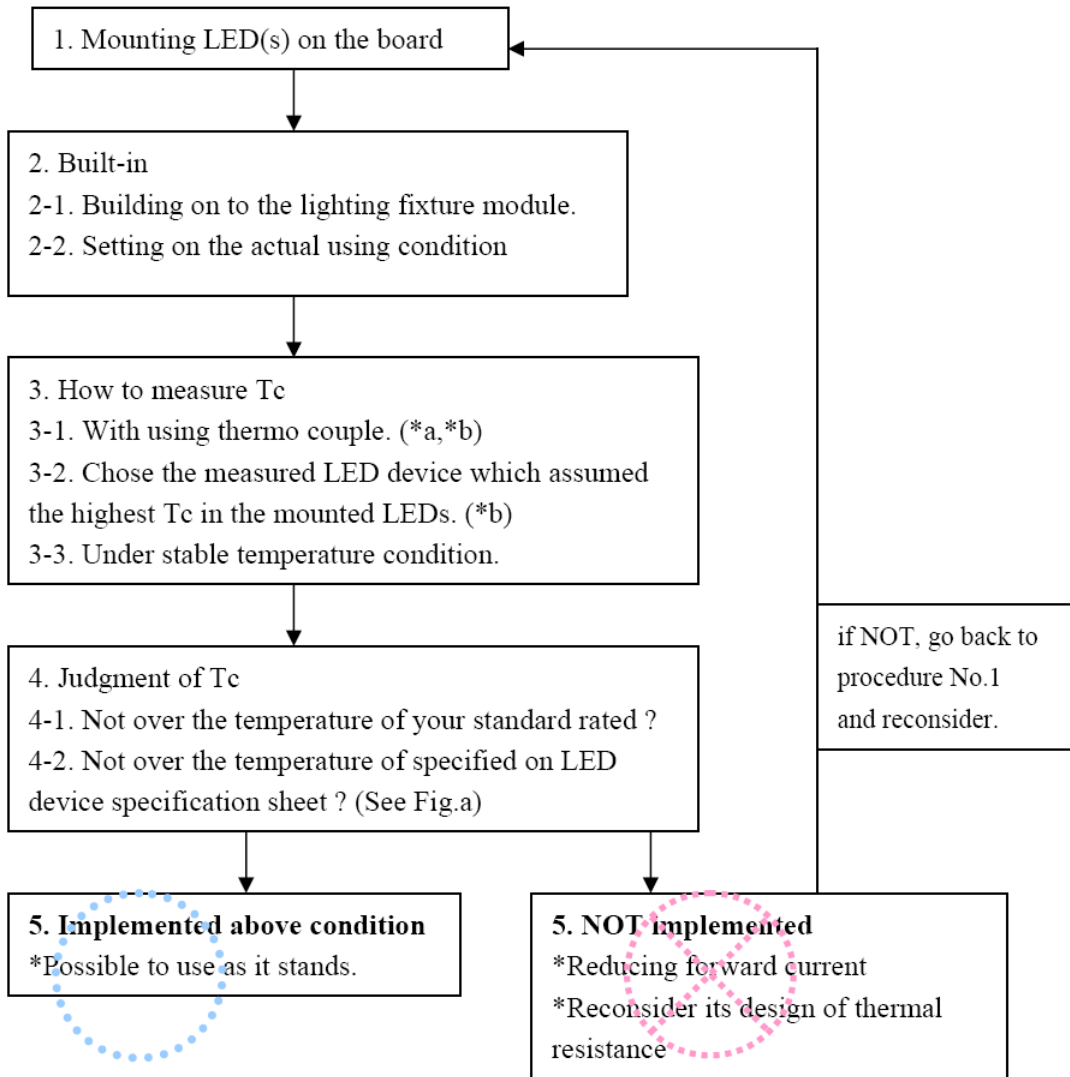 1. Mounting LED(s) on the board
2. Built-in
2-1. Building on to the lighting fixture module.
2-2. Setting on the actual using condition
3. How to measure Tc
3-1. With using thermo couple. (*a,*b)
3-2. Chose the measured LED device which assumed
the highest Tc in the mounted LEDs. (*b)
3-3. Under stable temperature condition.
if NOT, go back to
procedure No.1
and reconsider.
4. Judgment of Tc
4-1. Not over the temperature of your standard rated ?
4-2. Not over the temperature of specified on LED
device specification sheet ? (See Fig.a)
5. Implemented above condition
*Possible to use as it stands.
5. NOT implemented
*Reducing forward current
*Reconsider its design of thermal
resistance